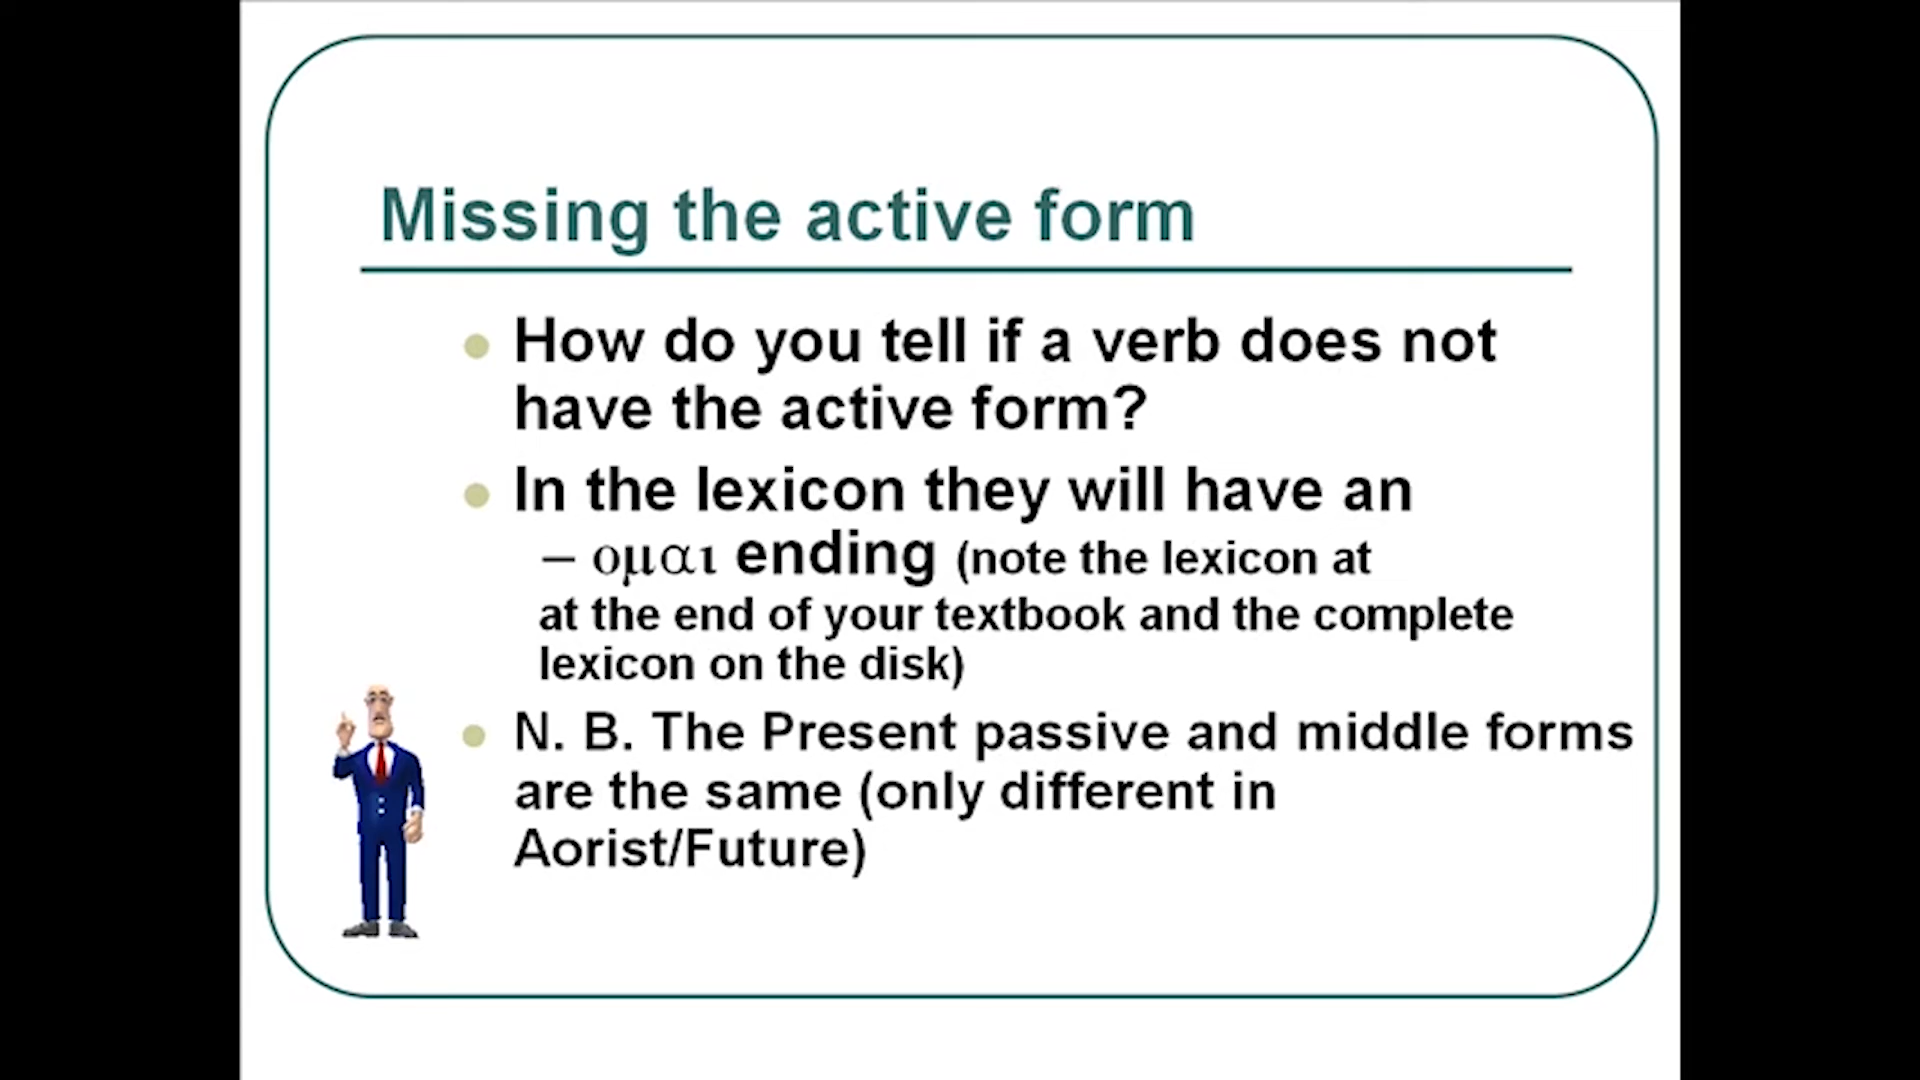 Missing the active form
How do you tell if a verb does not
have the active form?
In the lexicon they will have an
– ομαι ending (note the lexicon at
at the end of your textbook and the complete
lexicon on the disk)
N. B. The Present passive and middle forms
are the same (only different in
Aorist/Future)